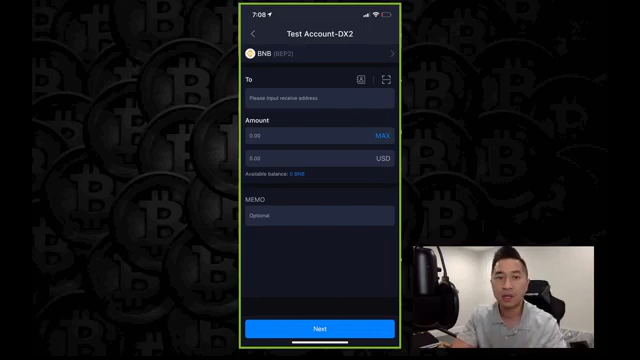 7:08
Test Account-DX2
BNB (BEP2)
To
Please input receive address
Amount
0.00 MAX
0.00 USD
Available balance: 0 BNB
MEMO
Optional
Next